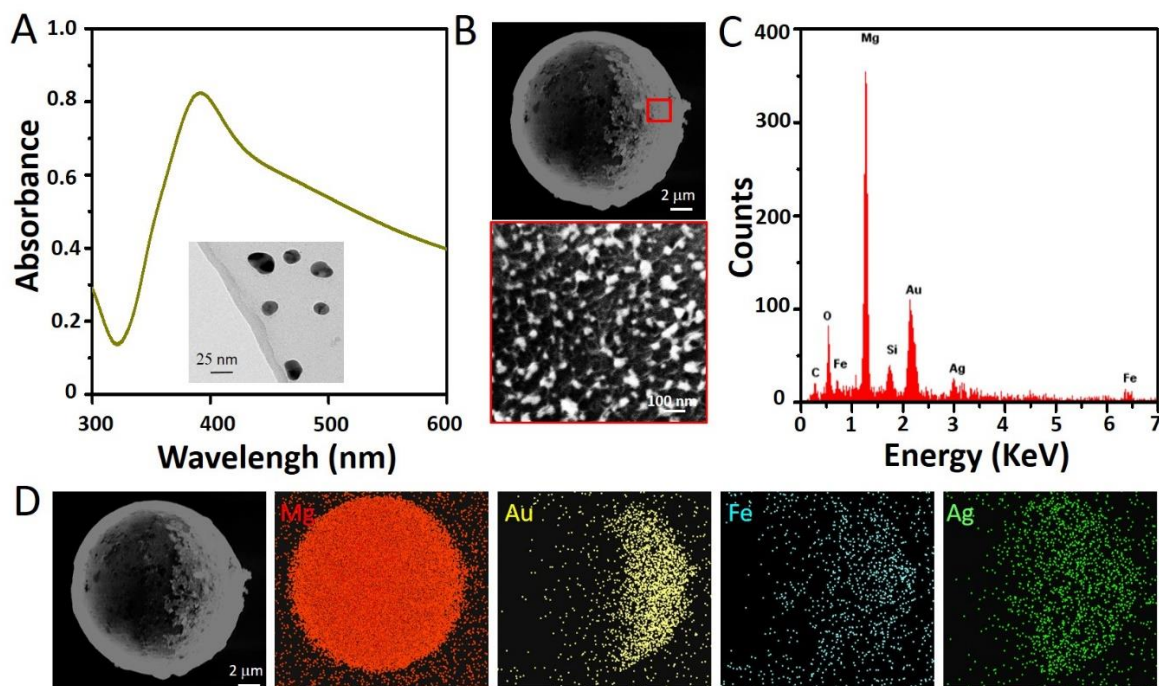 A
Absorbance
1.0
0.8
0.6
0.4
0.2
0
300
400
500
600
Wavelengh (nm)
25 nm
B
2 μm
100 nm
C
Counts
400
300
200
100
0
0
1
2
3
4
5
6
7
Energy (KeV)
C
O
Fe
Mg
Si
Au
Ag
Fe
D
2 μm
Mg
Au
Fe
Ag